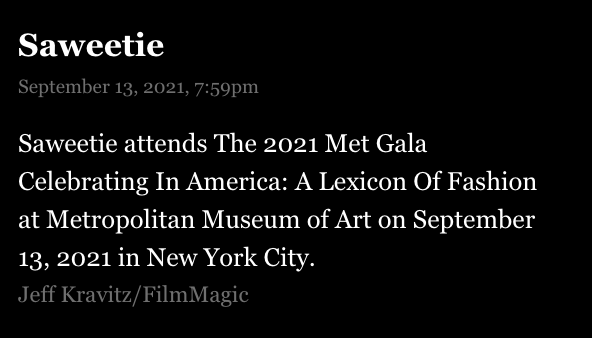 Saweetie
September 13, 2021, 7:59pm
Saweetie attends The 2021 Met Gala
Celebrating In America: A Lexicon Of Fashion
at Metropolitan Museum of Art on September
13, 2021 in New York City.
Jeff Kravitz/FilmMagic